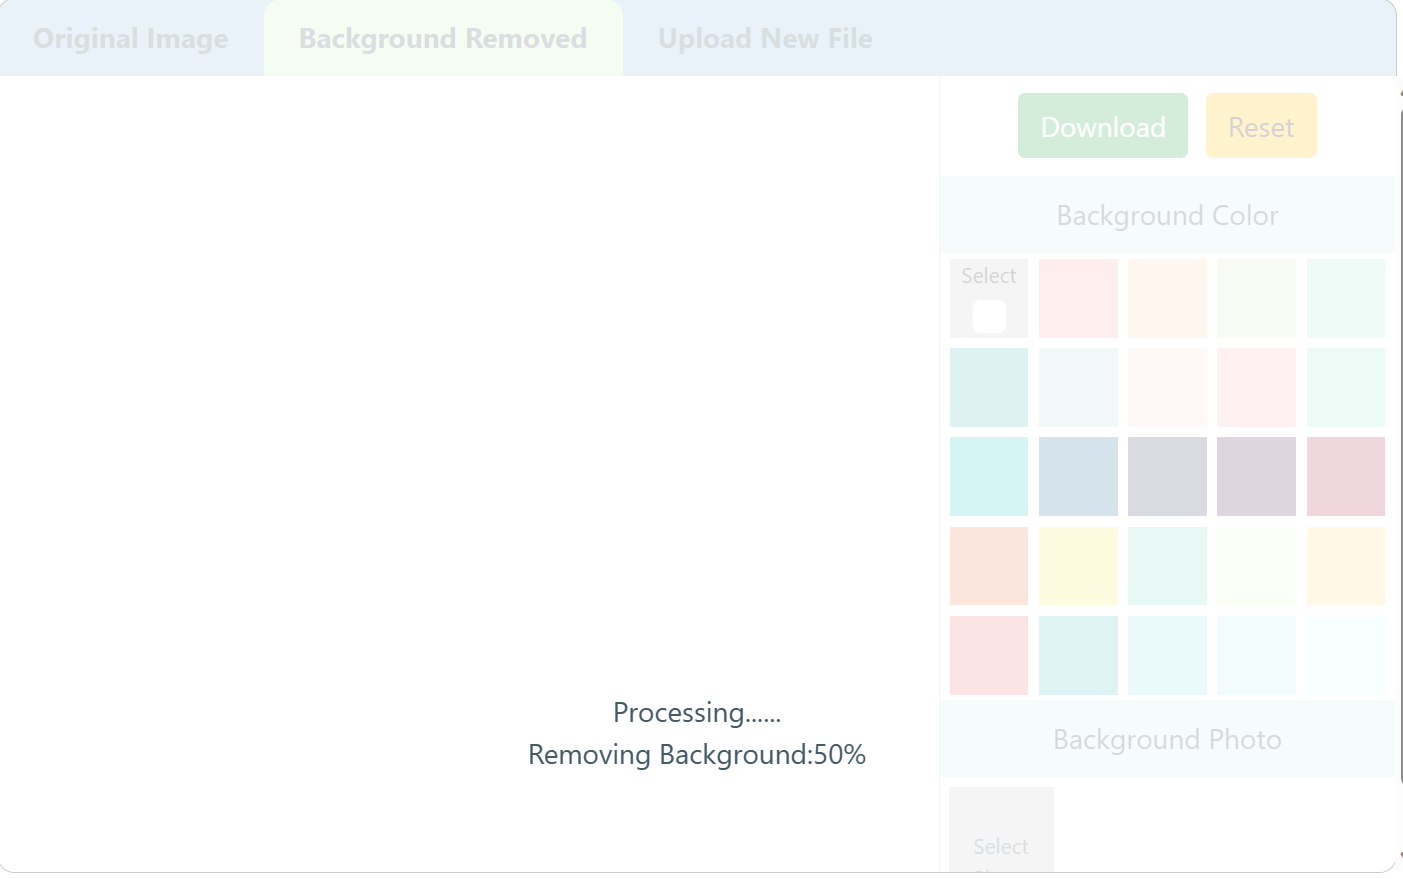 Original Image
Background Removed
Upload New File
Download
Reset
Background Color
Select
Processing......
Removing Background:50%
Background Photo
Select